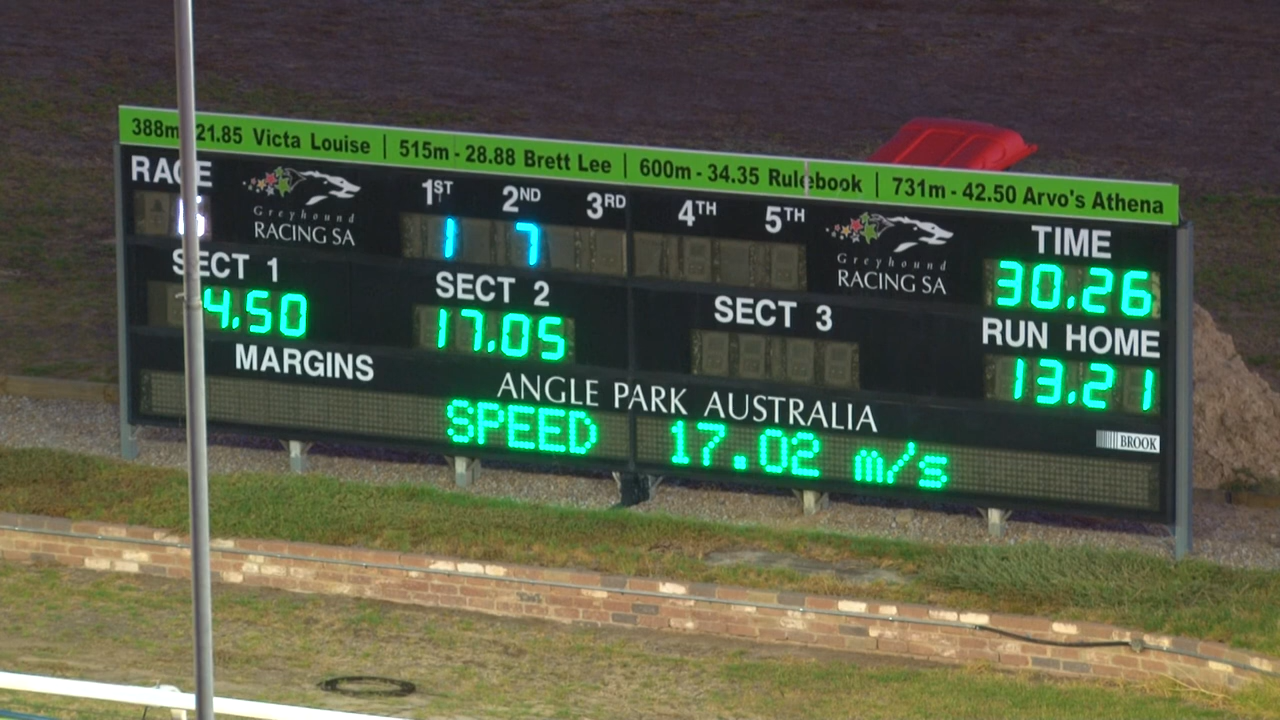 388m 21.85 Victa Louise | 515m - 28.88 Brett Lee | 600m - 34.35 Rulebook | 731m - 42.50 Arvo's Athena
RACE
Greyhound
RACING SA
1ST 2ND 3RD 4TH 5TH
1 7
Greyhound
RACING SA
TIME
30.26
SECT 1
4.50
SECT 2
17.05
SECT 3
RUN HOME
13.21
MARGINS
ANGLE PARK AUSTRALIA
BROOK
SPEED 17.02 m/s